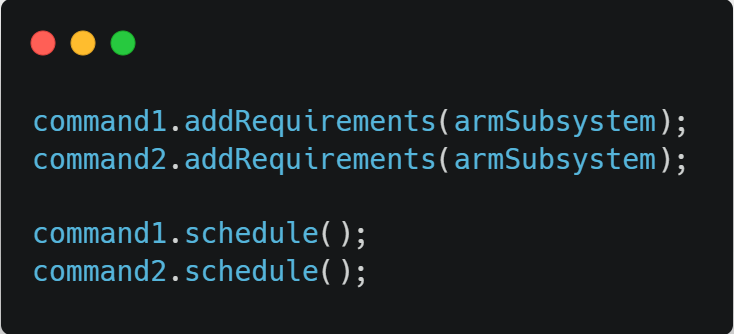 command1.addRequirements(armSubsystem);
command2.addRequirements(armSubsystem);
command1.schedule();
command2.schedule();